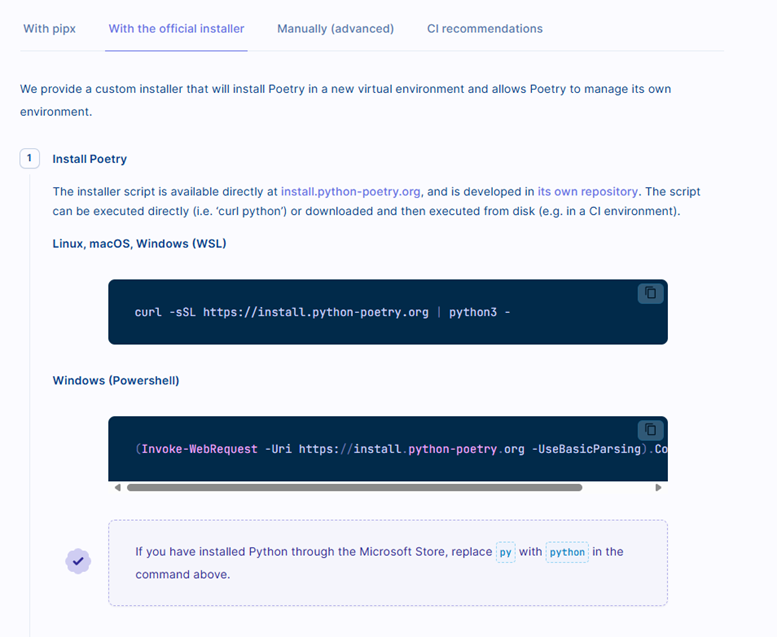 With pipx
With the official installer
Manually (advanced)
CI recommendations
We provide a custom installer that will install Poetry in a new virtual environment and allows Poetry to manage its own
environment.
1
Install Poetry
The installer script is available directly at install.python-poetry.org, and is developed in its own repository. The script
can be executed directly (i.e. ‘curl python’) or downloaded and then executed from disk (e.g. in a CI environment).
Linux, macOS, Windows (WSL)
curl -sSL https://install.python-poetry.org | python3 -
Windows (Powershell)
(Invoke-WebRequest -Uri https://install.python-poetry.org -UseBasicParsing).Co
If you have installed Python through the Microsoft Store, replace py with python in the
command above.